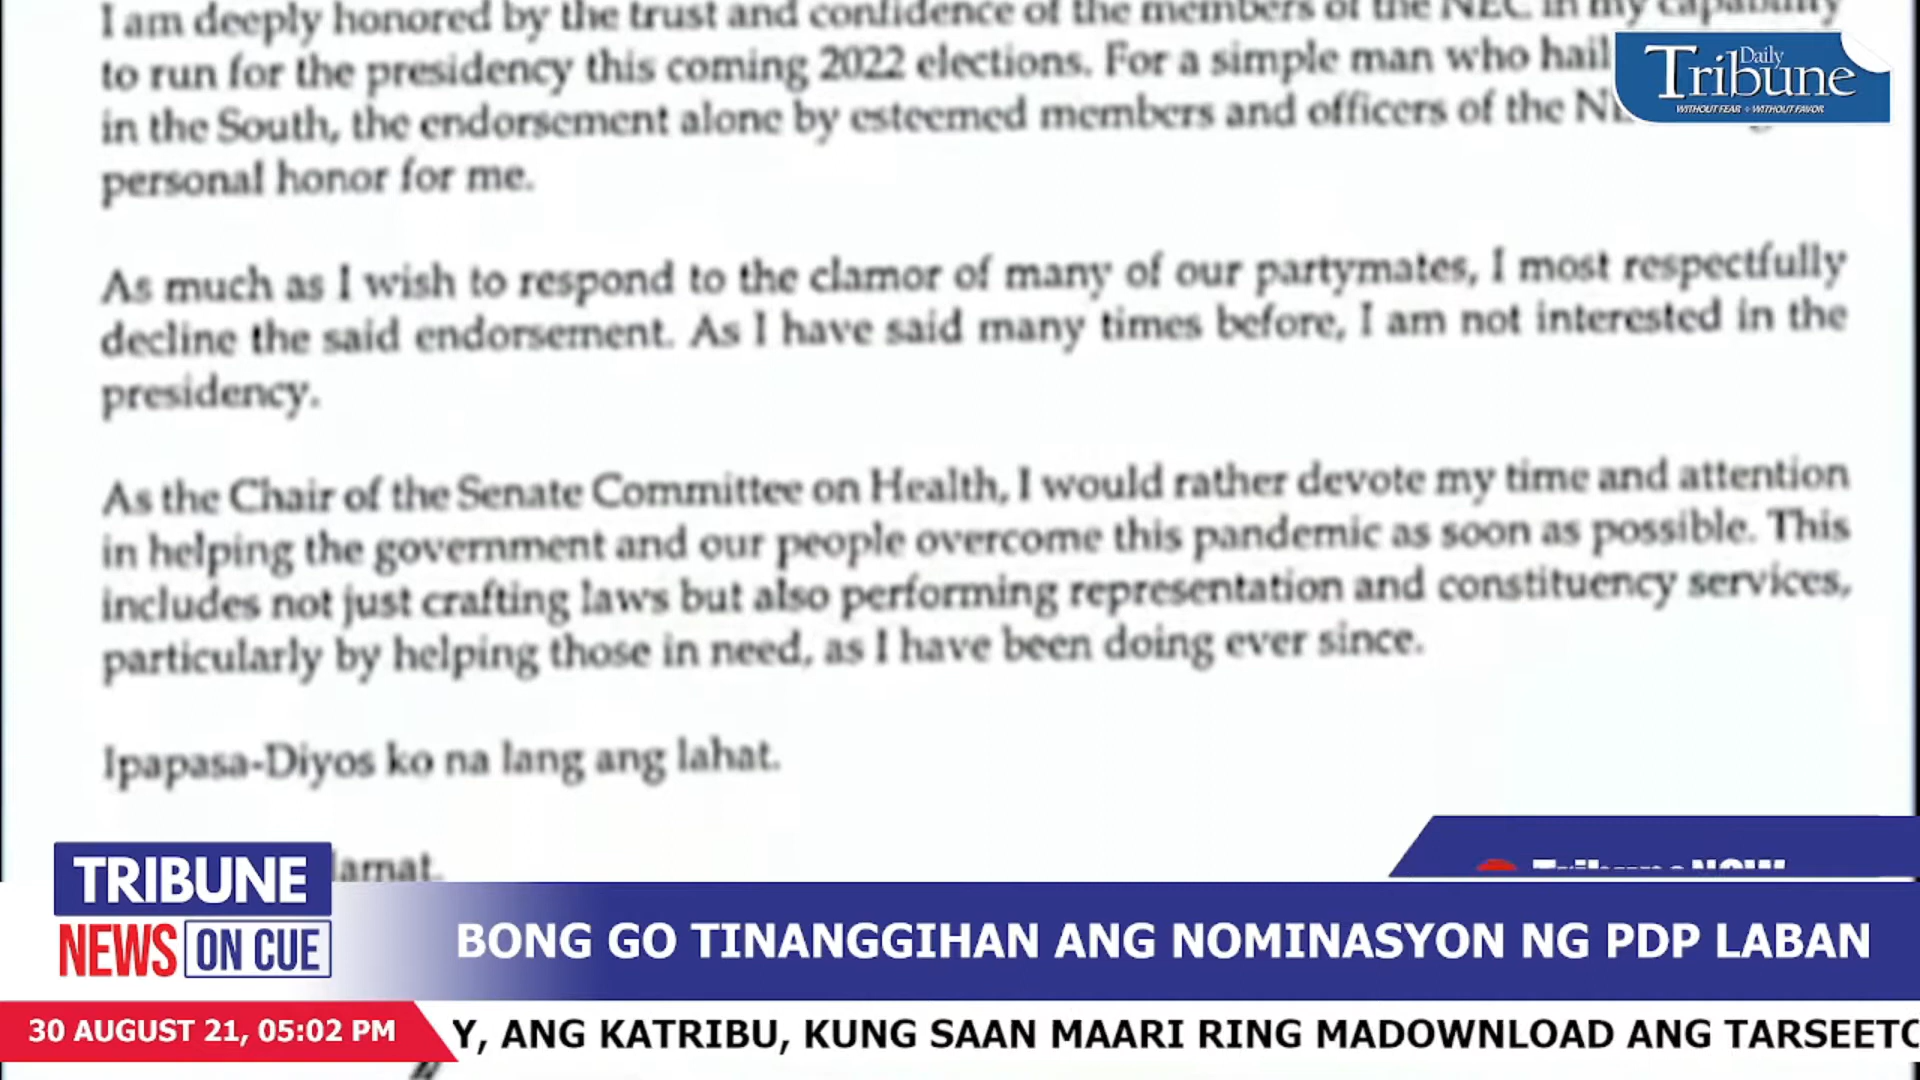 I am deeply honored by the trust and confidence of the members of the NEC in my capability
to run for the presidency this coming 2022 elections. For a simple man who hail
in the South, the endorsement alone by esteemed members and officers of the
personal honor for me.
As much as I wish to respond to the clamor of many of our partymates, I most respectfully
decline the said endorsement. As I have said many times before, I am not interested in the
presidency.
As the Chair of the Senate Committee on Health, I would rather devote my time and attention
in helping the government and our people overcome this pandemic as soon as possible. This
includes not just crafting laws but also performing representation and constituency services,
particularly by helping those in need, as I have been doing ever since.
Ipapasa-Diyos ko na lang ang lahat.
lamat.
Daily
Tribune
WITHOUT FEAR + WITHOUT FAVOR
TRIBUNE
NEWS ON CUE
BONG GO TINANGGIHAN ANG NOMINASYON NG PDP LABAN
30 AUGUST 21, 05:02 PM
Y, ANG KATRIBU, KUNG SAAN MAARI RING MADOWNLOAD ANG TARSEETO